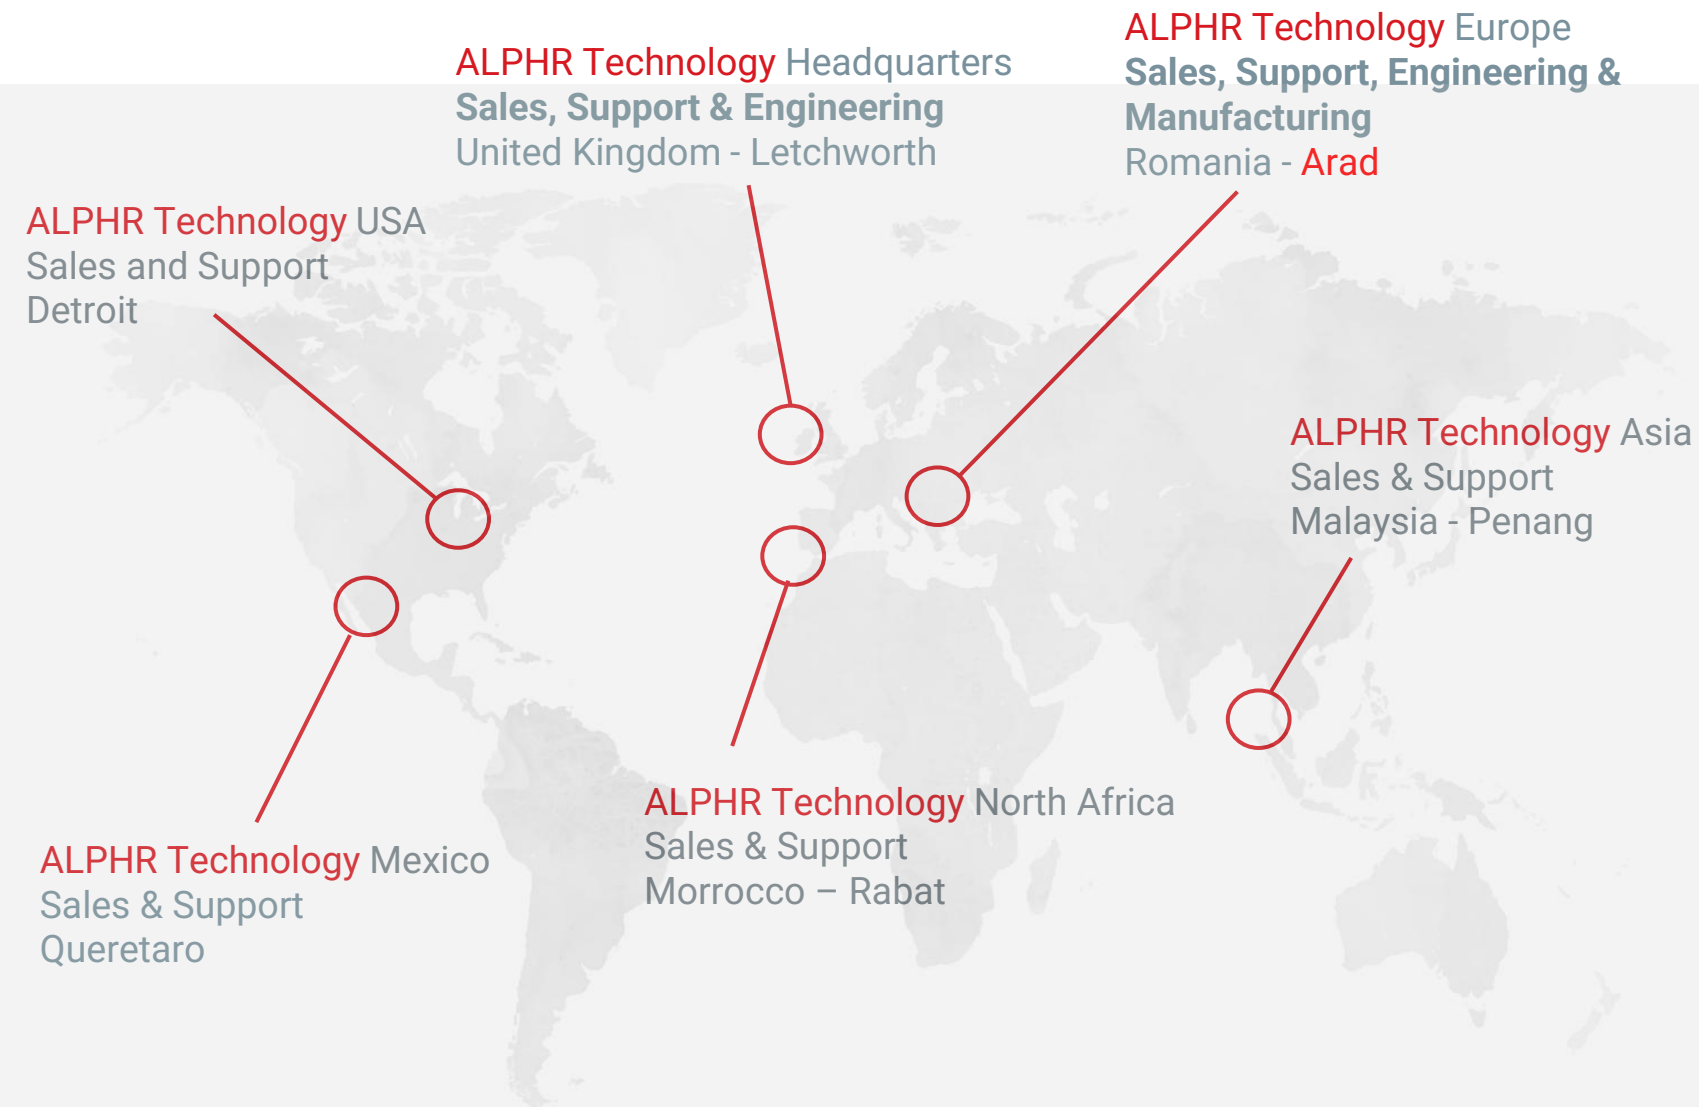 ALPHR Technology Headquarters
Sales, Support & Engineering
United Kingdom - Letchworth
ALPHR Technology Europe
Sales, Support, Engineering &
Manufacturing
Romania - Arad
ALPHR Technology USA
Sales and Support
Detroit
ALPHR Technology Asia
Sales & Support
Malaysia - Penang
ALPHR Technology Mexico
Sales & Support
Queretaro
ALPHR Technology North Africa
Sales & Support
Morrocco – Rabat